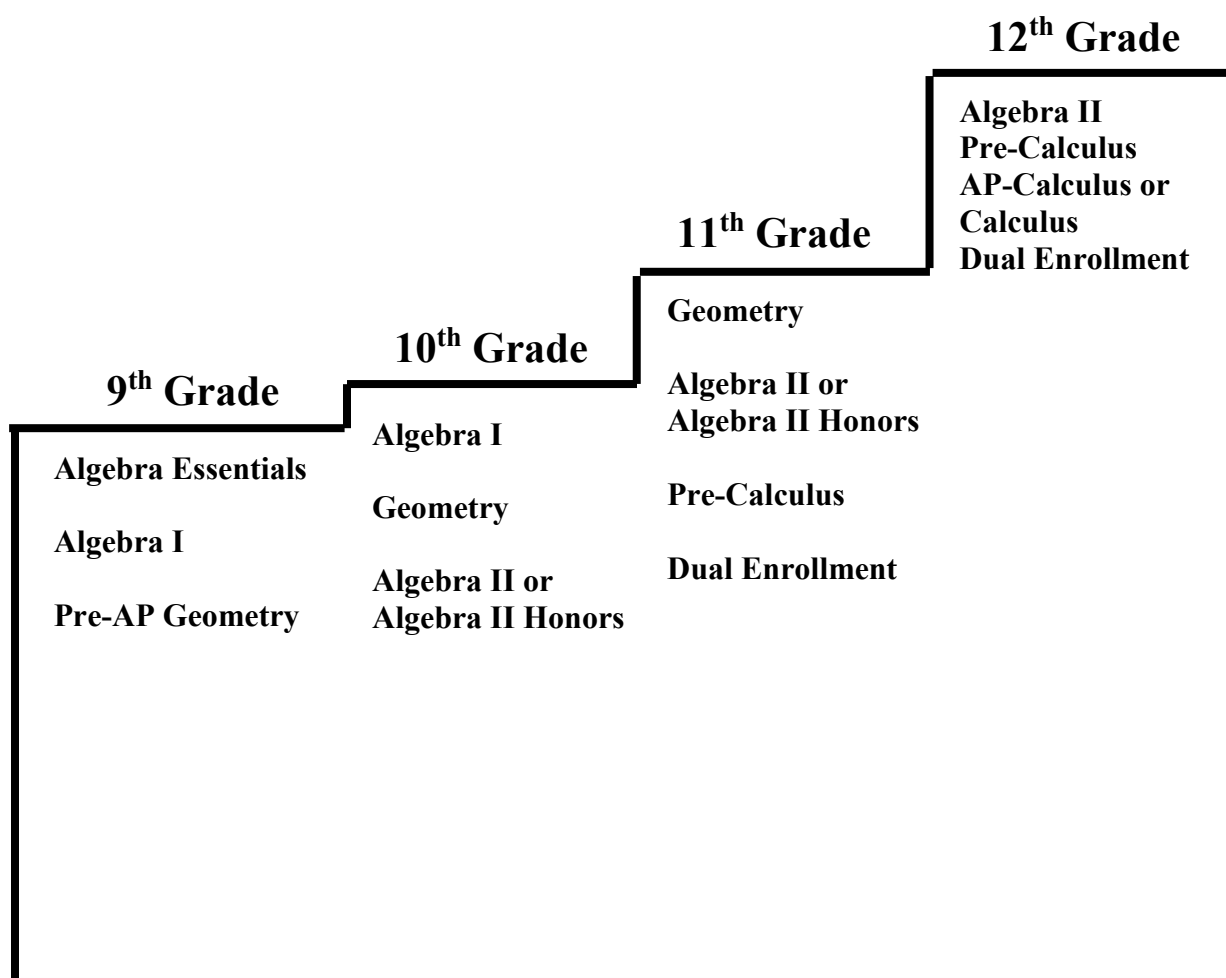 9th Grade
Algebra Essentials
Algebra I
Pre-AP Geometry
10th Grade
Algebra I
Geometry
Algebra II or
Algebra II Honors
11th Grade
Geometry
Algebra II or
Algebra II Honors
Pre-Calculus
Dual Enrollment
12th Grade
Algebra II
Pre-Calculus
AP-Calculus or
Calculus
Dual Enrollment